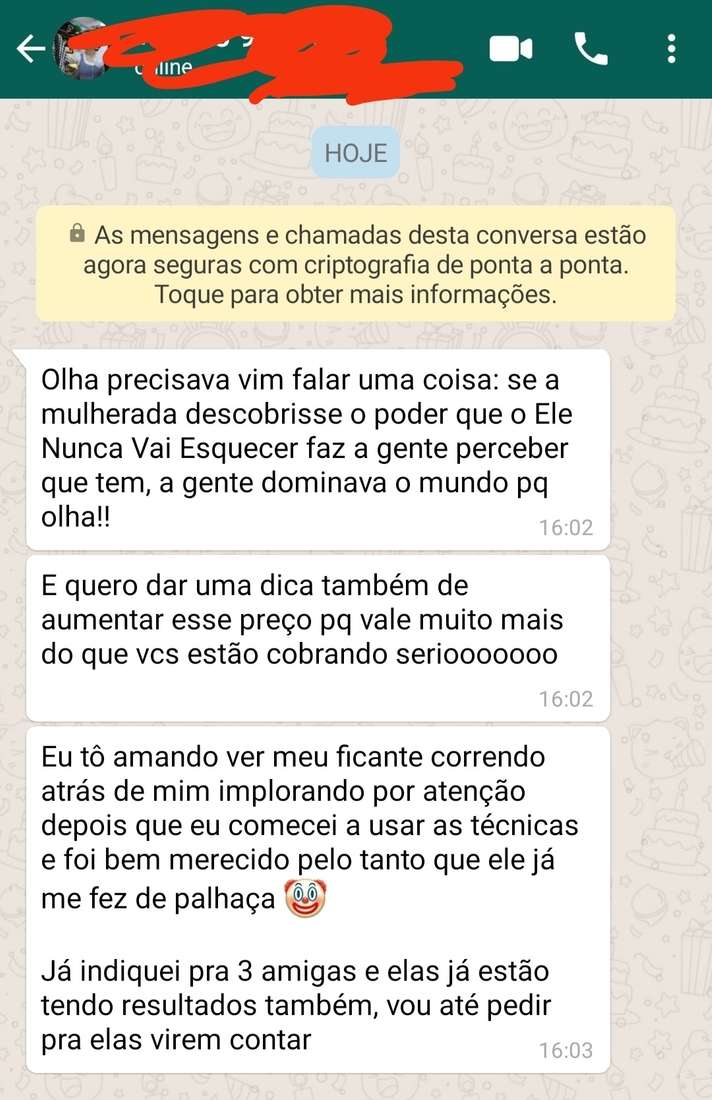 HOJE
As mensagens e chamadas desta conversa estão
agora seguras com criptografia de ponta a ponta.
Toque para obter mais informações.
Olha precisava vim falar uma coisa: se a
mulherada descobrisse o poder que o Ele
Nunca Vai Esquecer faz a gente perceber
que tem, a gente dominava o mundo pq
olha!!
16:02
E quero dar uma dica também de
aumentar esse preço pq vale muito mais
do que vcs estão cobrando seriooooooo
16:02
Eu tô amando ver meu ficante correndo
atrás de mim implorando por atenção
depois que eu comecei a usar as técnicas
e foi bem merecido pelo tanto que ele já
me fez de palhaça 🤡
Já indiquei pra 3 amigas e elas já estão
tendo resultados também, vou até pedir
pra elas virem contar
16:03